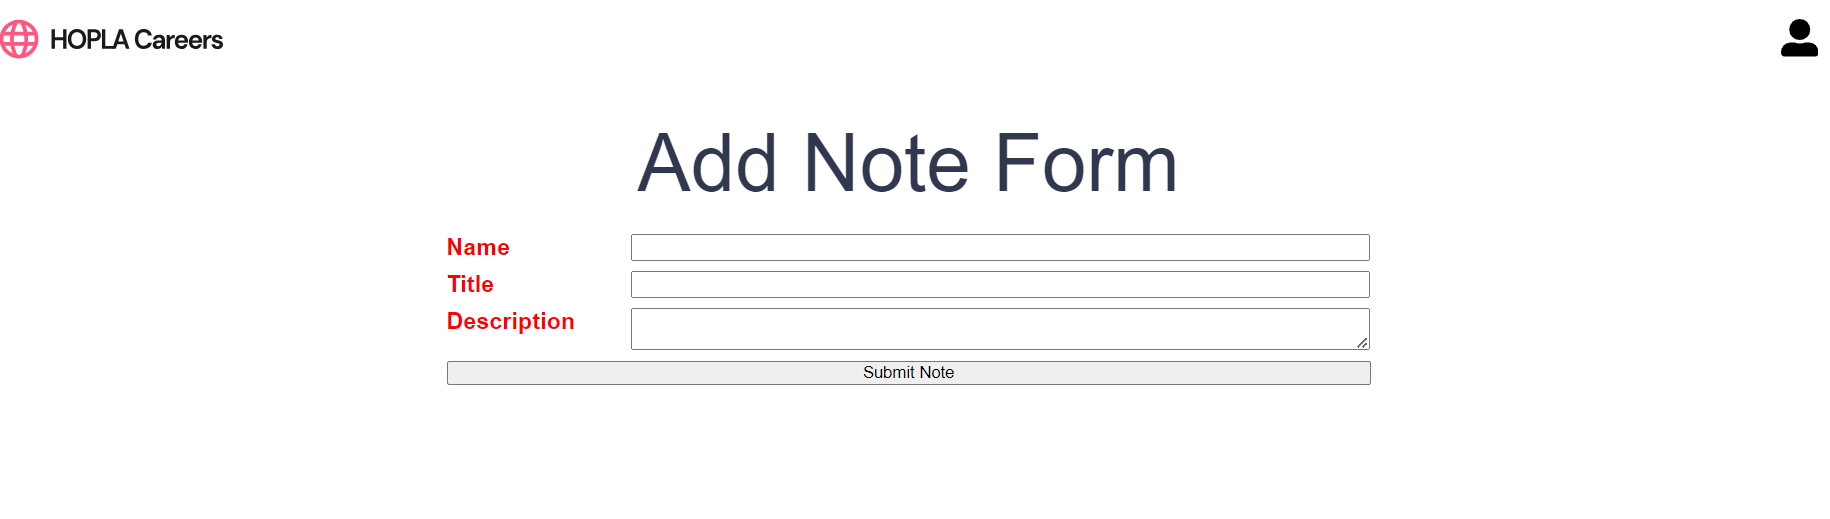 HOPLA Careers
Add Note Form
Name
Title
Description
Submit Note